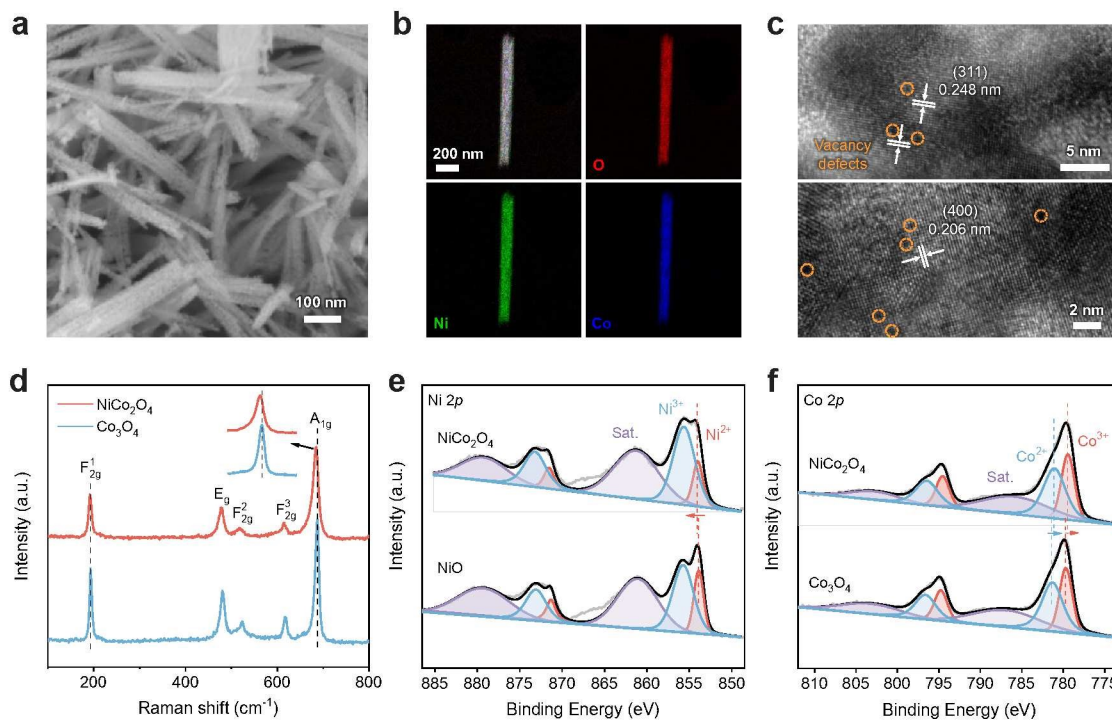 a
100 nm
b
200 nm
O
Ni
Co
c
(311)
0.248 nm
Vacancy
defects
5 nm
(400)
0.206 nm
2 nm
d
NiCo₂O₄
Co₃O₄
A₁g
F¹₂g
Eg
F²₂g
F³₂g
Intensity (a.u.)
200 400 600 800
Raman shift (cm⁻¹)
e
Ni 2p
NiCo₂O₄
Sat.
Ni³⁺
Ni²⁺
NiO
Intensity (a.u.)
885 880 875 870 865 860 855 850
Binding Energy (eV)
f
Co 2p
NiCo₂O₄
Sat.
Co²⁺
Co³⁺
Co₃O₄
Intensity (a.u.)
810 805 800 795 790 785 780 775
Binding Energy (eV)